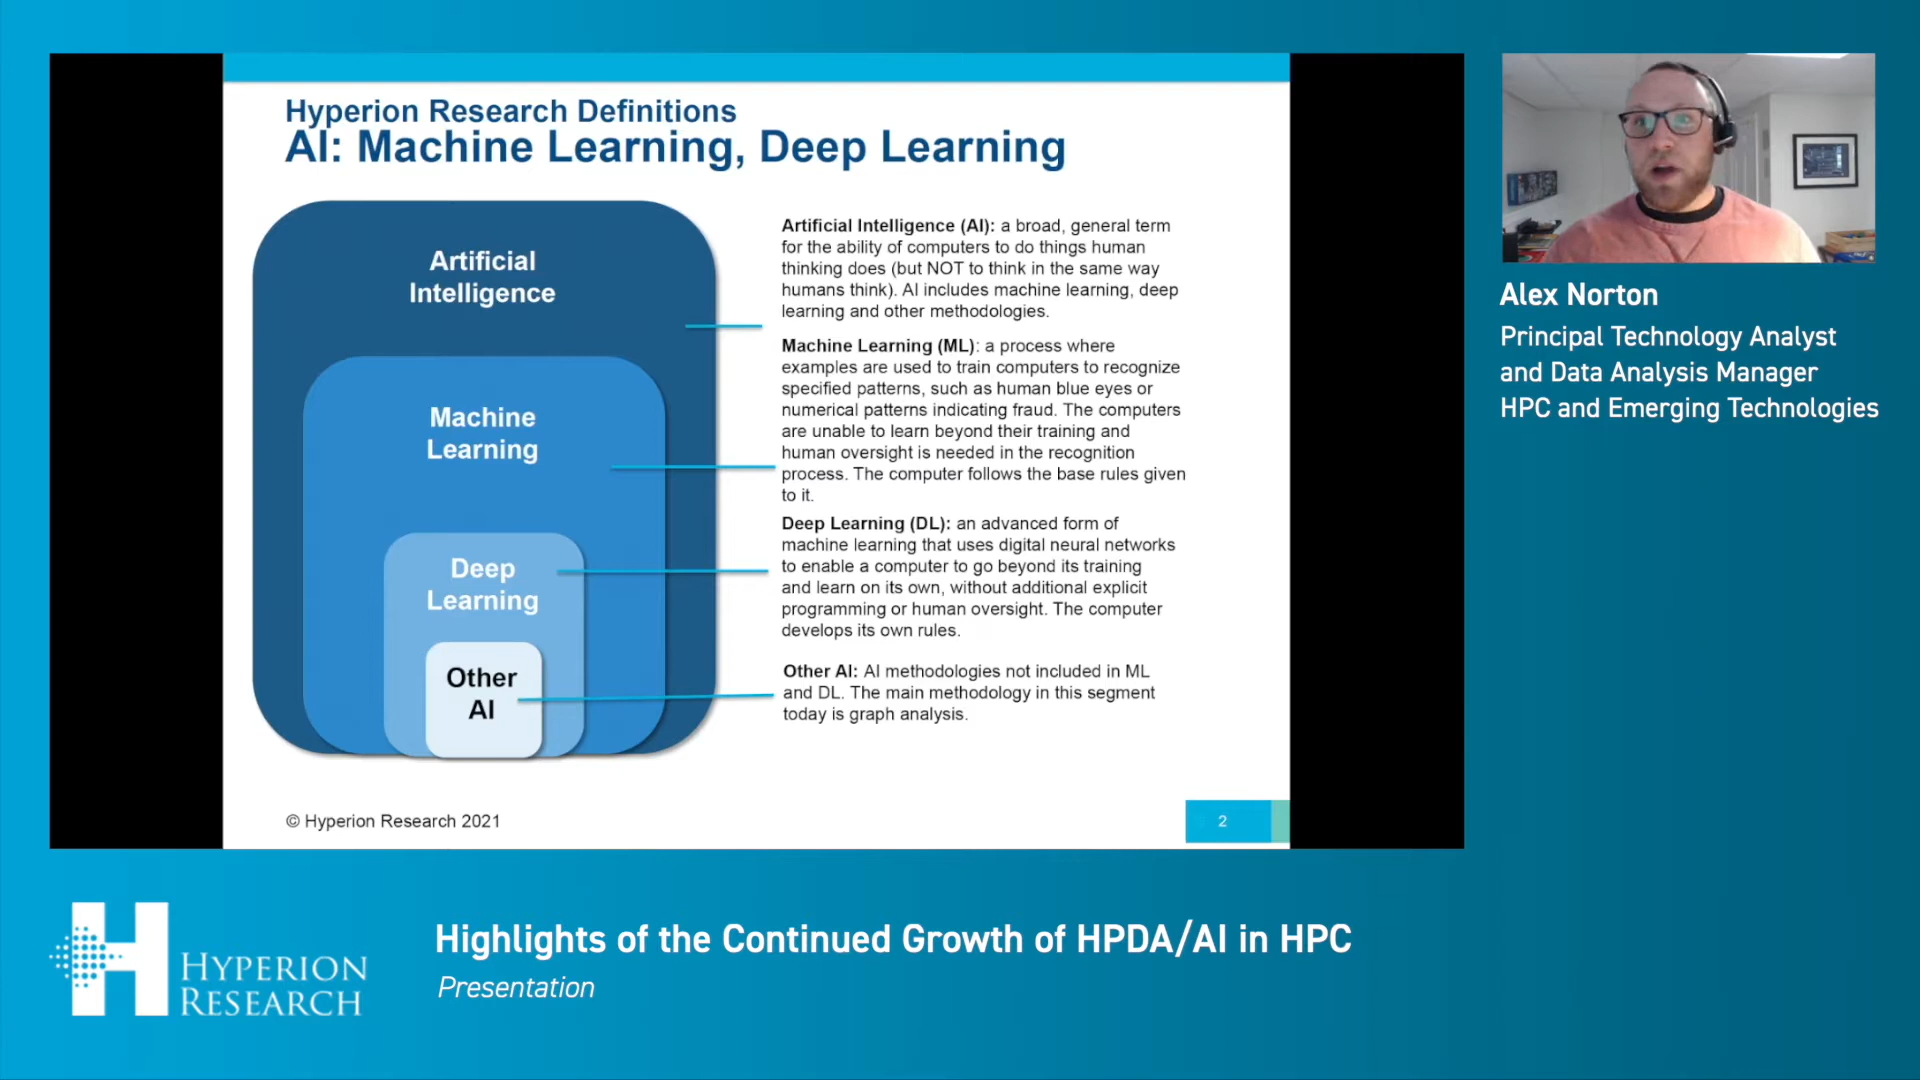 Hyperion Research Definitions
AI: Machine Learning, Deep Learning
Artificial
Intelligence
Machine
Learning
Deep
Learning
Other
AI
Artificial Intelligence (AI): a broad, general term
for the ability of computers to do things human
thinking does (but NOT to think in the same way
humans think). AI includes machine learning, deep
learning and other methodologies.
Machine Learning (ML): a process where
examples are used to train computers to recognize
specified patterns, such as human blue eyes or
numerical patterns indicating fraud. The computers
are unable to learn beyond their training and
human oversight is needed in the recognition
process. The computer follows the base rules given
to it.
Deep Learning (DL): an advanced form of
machine learning that uses digital neural networks
to enable a computer to go beyond its training
and learn on its own, without additional explicit
programming or human oversight. The computer
develops its own rules.
Other AI: AI methodologies not included in ML
and DL. The main methodology in this segment
today is graph analysis.
© Hyperion Research 2021
2
Alex Norton
Principal Technology Analyst
and Data Analysis Manager
HPC and Emerging Technologies
HYPERION
RESEARCH
Highlights of the Continued Growth of HPDA/AI in HPC
Presentation